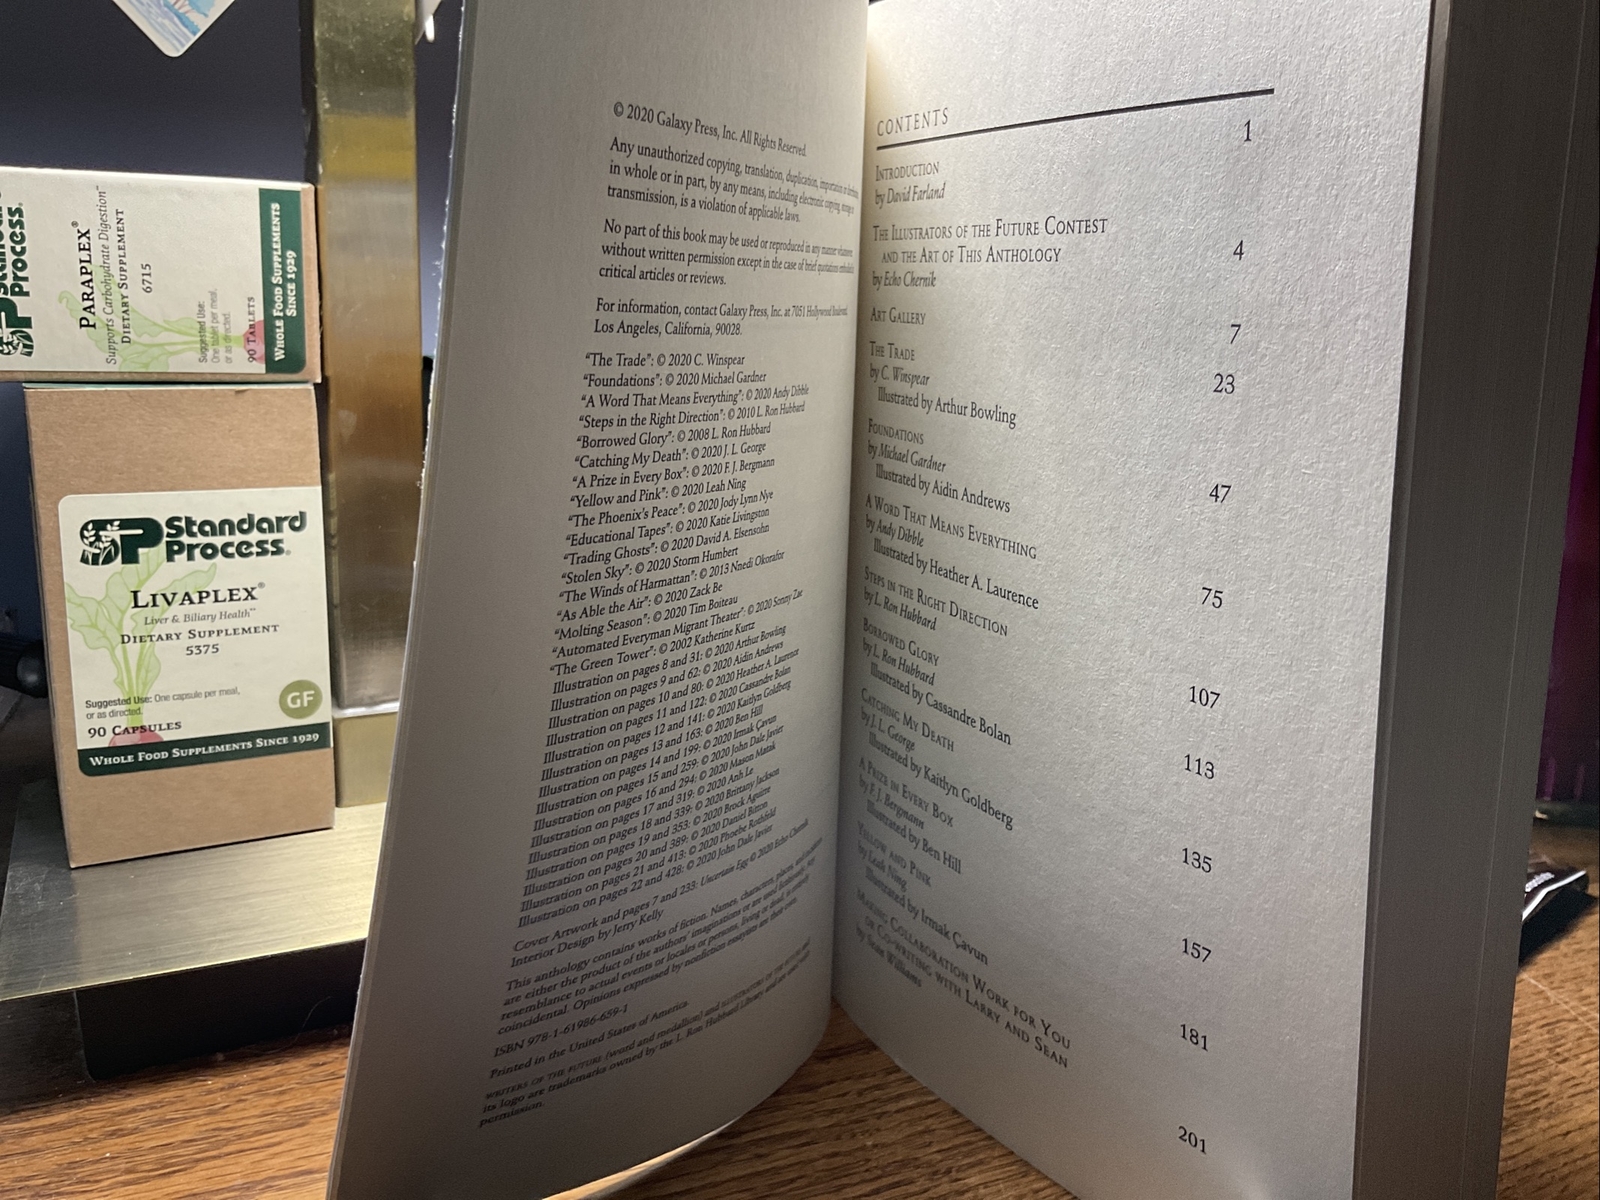 Standard
Process
PARAPLEX®
Supports Carbohydrate Digestion™
DIETARY SUPPLEMENT
6715
Suggested Use:
One tablet per meal,
or as directed.
90 TABLETS
WHOLE FOOD SUPPLEMENTS
SINCE 1929
SP Standard
Process®
LIVAPLEX®
Liver & Biliary Health™
DIETARY SUPPLEMENT
5375
Suggested Use: One capsule per meal,
or as directed.
GF
90 CAPSULES
WHOLE FOOD SUPPLEMENTS SINCE 1929
© 2020 Galaxy Press, Inc. All Rights Reserved.
Any unauthorized copying, translation, duplication, importation or
in whole or in part, by any means, including electronic copying, storage or
transmission, is a violation of applicable laws.
No part of this book may be used or reproduced in any manner whatsoever
without written permission except in the case of brief quotations embodied in
critical articles or reviews.
For information, contact Galaxy Press, Inc. at 7051 Hollywood Boulevard,
Los Angeles, California, 90028.
“The Trade”: © 2020 C. Winspear
“Foundations”: © 2020 Michael Gardner
“A Word That Means Everything”: © 2020 Andy Dibble
“Steps in the Right Direction”: © 2010 L. Ron Hubbard
“Borrowed Glory”: © 2008 L. Ron Hubbard
“Catching My Death”: © 2020 J. L. George
“A Prize in Every Box”: © 2020 F. J. Bergmann
“Yellow and Pink”: © 2020 Leah Ning
“The Phoenix’s Peace”: © 2020 Jody Lynn Nye
“Educational Tapes”: © 2020 Katie Livingston
“Trading Ghosts”: © 2020 David A. Elsensohn
“Stolen Sky”: © 2020 Storm Humbert
“The Winds of Harmattan”: © 2013 Nnedi Okorafor
“As Able the Air”: © 2020 Zack Be
“Molting Season”: © 2020 Tim Boiteau
“Automated Everyman Migrant Theater”: © 2020 Sonny Zae
“The Green Tower”: © 2002 Katherine Kurtz
Illustration on pages 8 and 31: © 2020 Arthur Bowling
Illustration on pages 9 and 62: © 2020 Aidin Andrews
Illustration on pages 10 and 80: © 2020 Heather A. Laurence
Illustration on pages 11 and 122: © 2020 Cassandre Bolan
Illustration on pages 12 and 141: © 2020 Kaitlyn Goldberg
Illustration on pages 13 and 163: © 2020 Ben Hill
Illustration on pages 14 and 199: © 2020 Irmak Çavun
Illustration on pages 15 and 259: © 2020 John Dale Javier
Illustration on pages 16 and 294: © 2020 Mason Matak
Illustration on pages 17 and 319: © 2020 Anh Le
Illustration on pages 18 and 339: © 2020 Brittany Jackson
Illustration on pages 19 and 353: © 2020 Brock Aguirre
Illustration on pages 20 and 389: © 2020 Daniel Bitton
Illustration on pages 21 and 413: © 2020 Phoebe Rothfeld
Illustration on pages 22 and 428: © 2020 John Dale Javier
Cover Artwork and pages 7 and 233: Uncertain Egg © 2020 Echo Chernik
Interior Design by Jerry Kelly
This anthology contains works of fiction. Names, characters, places, and incidents
are either the product of the authors’ imaginations or are used fictitiously. Any
resemblance to actual events or locales or persons, living or dead, is entirely
coincidental. Opinions expressed by nonfiction essayists are their own.
ISBN 978-1-61986-659-1
Printed in the United States of America.
WRITERS OF THE FUTURE (word and medallion) and ILLUSTRATORS OF THE FUTURE and
its logo are trademarks owned by the L. Ron Hubbard Library and are used with
permission.
CONTENTS
INTRODUCTION 1
by David Farland
THE ILLUSTRATORS OF THE FUTURE CONTEST
AND THE ART OF THIS ANTHOLOGY 4
by Echo Chernik
ART GALLERY 7
THE TRADE 23
by C. Winspear
Illustrated by Arthur Bowling
FOUNDATIONS 47
by Michael Gardner
Illustrated by Aidin Andrews
A WORD THAT MEANS EVERYTHING 75
by Andy Dibble
Illustrated by Heather A. Laurence
STEPS IN THE RIGHT DIRECTION 107
by L. Ron Hubbard
BORROWED GLORY 113
by L. Ron Hubbard
Illustrated by Cassandre Bolan
CATCHING MY DEATH 135
by J. L. George
Illustrated by Kaitlyn Goldberg
A PRIZE IN EVERY BOX 157
by F. J. Bergmann
Illustrated by Ben Hill
YELLOW AND PINK 181
by Leah Ning
Illustrated by Irmak Çavun
MAKING COLLABORATION WORK FOR YOU
OR CO-WRITING WITH LARRY AND SEAN 201
by Sean Williams